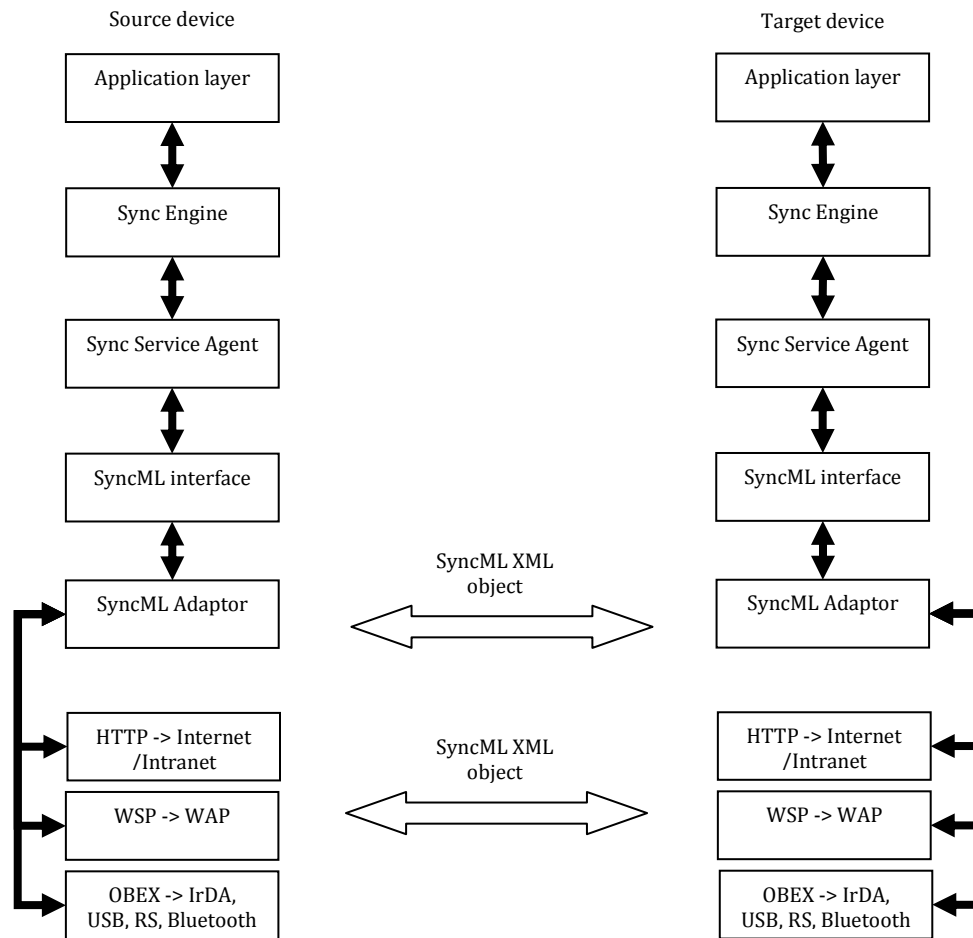 Source device
Target device
Application layer
Application layer
Sync Engine
Sync Engine
Sync Service Agent
Sync Service Agent
SyncML interface
SyncML interface
SyncML XML
object
SyncML Adaptor
SyncML Adaptor
HTTP -> Internet
/Intranet
SyncML XML
object
HTTP -> Internet
/Intranet
WSP -> WAP
WSP -> WAP
OBEX -> IrDA,
USB, RS, Bluetooth
OBEX -> IrDA,
USB, RS, Bluetooth